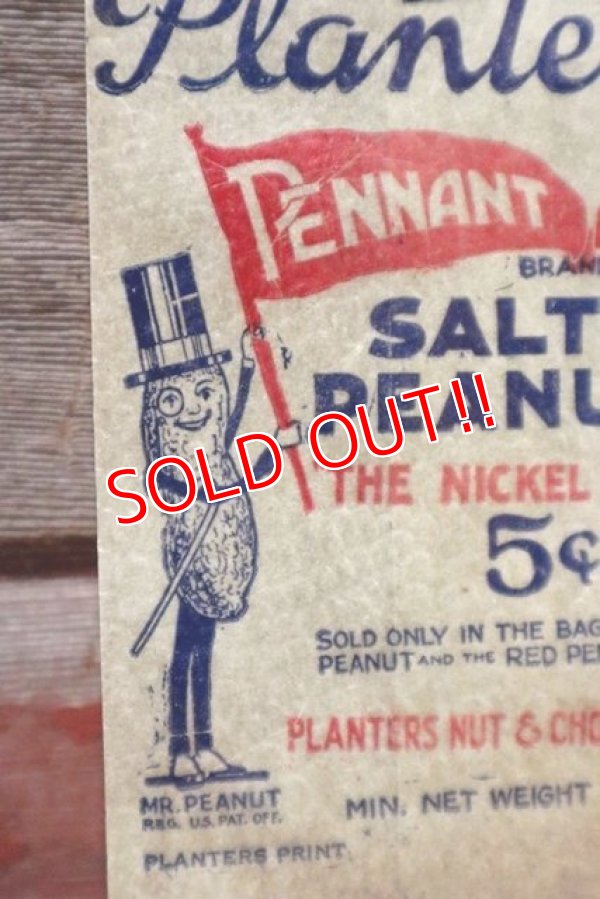 Plante
PENNANT
BRAN
SALT
PEANU
SOLD OUT!!
THE NICKEL
5¢
SOLD ONLY IN THE BAG
PEANUT AND THE RED PE
PLANTERS NUT & CHO
MR. PEANUT
REG. U.S. PAT. OFF.
MIN. NET WEIGHT
PLANTERS PRINT